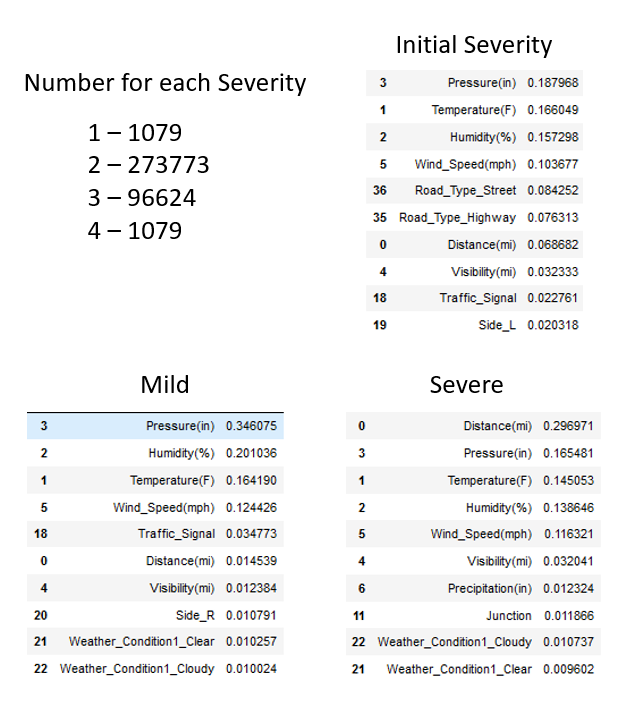 Number for each Severity
1 – 1079
2 – 273773
3 – 96624
4 – 1079
Initial Severity
3 Pressure(in) 0.187968
1 Temperature(F) 0.166049
2 Humidity(%) 0.157298
5 Wind_Speed(mph) 0.103677
36 Road_Type_Street 0.084252
35 Road_Type_Highway 0.076313
0 Distance(mi) 0.068682
4 Visibility(mi) 0.032333
18 Traffic_Signal 0.022761
19 Side_L 0.020318
Mild
3 Pressure(in) 0.346075
2 Humidity(%) 0.201036
1 Temperature(F) 0.164190
5 Wind_Speed(mph) 0.124426
18 Traffic_Signal 0.034773
0 Distance(mi) 0.014539
4 Visibility(mi) 0.012384
20 Side_R 0.010791
21 Weather_Condition1_Clear 0.010257
22 Weather_Condition1_Cloudy 0.010024
Severe
0 Distance(mi) 0.296971
3 Pressure(in) 0.165481
1 Temperature(F) 0.145053
2 Humidity(%) 0.138646
5 Wind_Speed(mph) 0.116321
4 Visibility(mi) 0.032041
6 Precipitation(in) 0.012324
11 Junction 0.011866
22 Weather_Condition1_Cloudy 0.010737
21 Weather_Condition1_Clear 0.009602